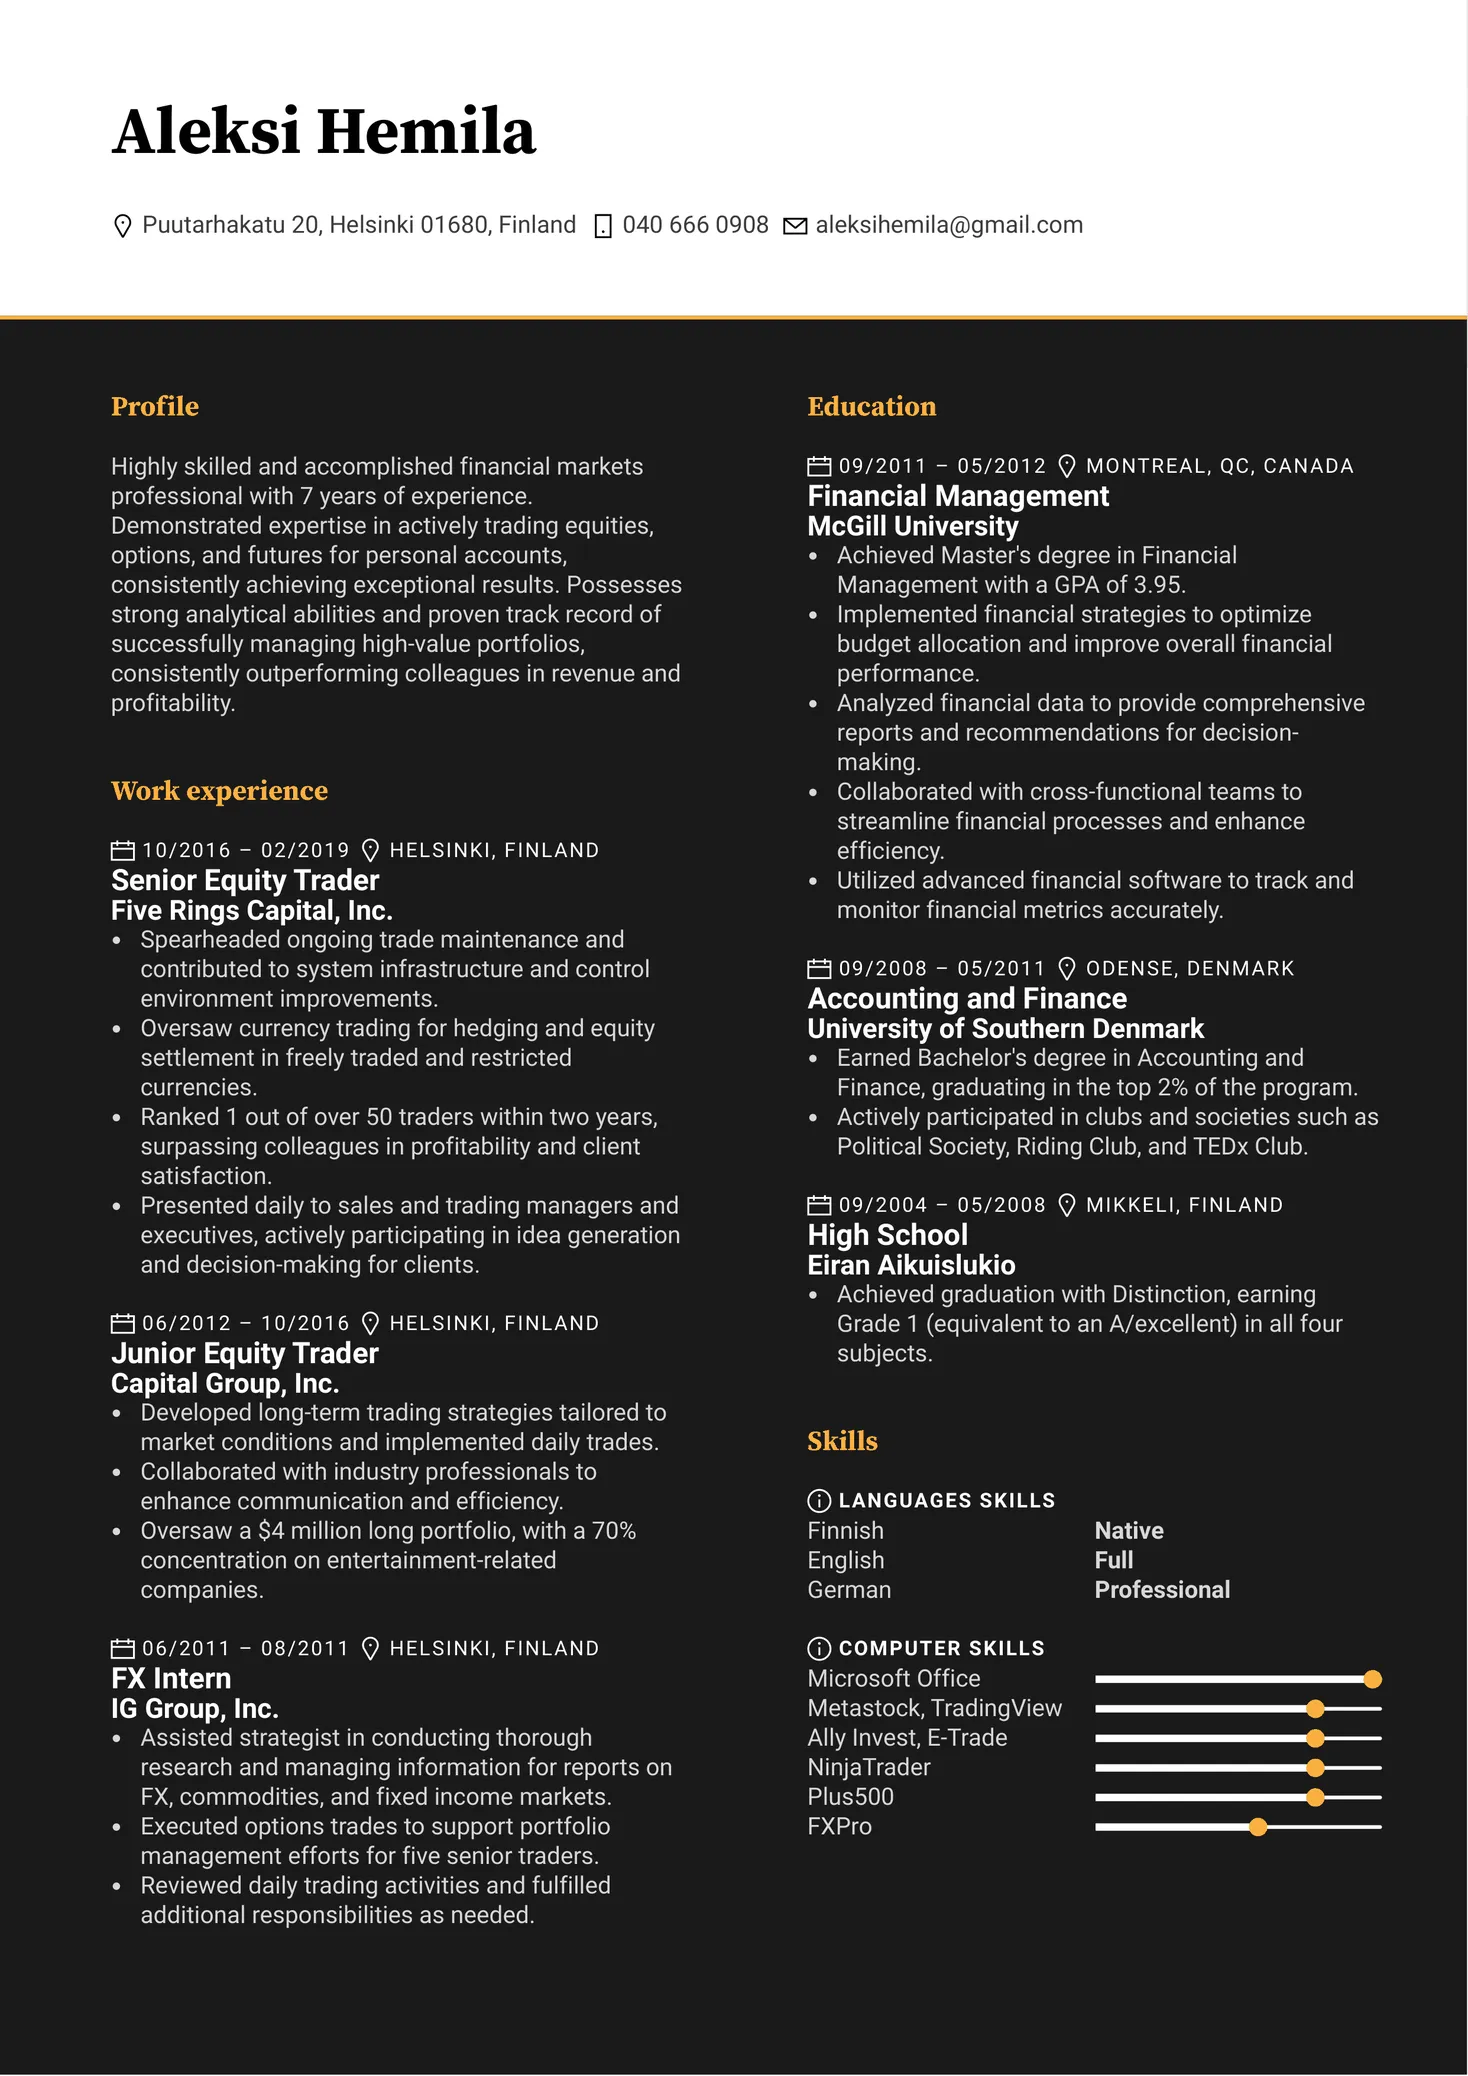 Aleksi Hemila
Puutarhakatu 20, Helsinki 01680, Finland 040 666 0908 aleksihemila@gmail.com
Profile
Highly skilled and accomplished financial markets
professional with 7 years of experience.
Demonstrated expertise in actively trading equities,
options, and futures for personal accounts,
consistently achieving exceptional results. Possesses
strong analytical abilities and proven track record of
successfully managing high-value portfolios,
consistently outperforming colleagues in revenue and
profitability.
Work experience
10/2016 – 02/2019 HELSINKI, FINLAND
Senior Equity Trader
Five Rings Capital, Inc.
• Spearheaded ongoing trade maintenance and
contributed to system infrastructure and control
environment improvements.
• Oversaw currency trading for hedging and equity
settlement in freely traded and restricted
currencies.
• Ranked 1 out of over 50 traders within two years,
surpassing colleagues in profitability and client
satisfaction.
• Presented daily to sales and trading managers and
executives, actively participating in idea generation
and decision-making for clients.
06/2012 – 10/2016 HELSINKI, FINLAND
Junior Equity Trader
Capital Group, Inc.
• Developed long-term trading strategies tailored to
market conditions and implemented daily trades.
• Collaborated with industry professionals to
enhance communication and efficiency.
• Oversaw a $4 million long portfolio, with a 70%
concentration on entertainment-related
companies.
06/2011 – 08/2011 HELSINKI, FINLAND
FX Intern
IG Group, Inc.
• Assisted strategist in conducting thorough
research and managing information for reports on
FX, commodities, and fixed income markets.
• Executed options trades to support portfolio
management efforts for five senior traders.
• Reviewed daily trading activities and fulfilled
additional responsibilities as needed.
Education
09/2011 – 05/2012 MONTREAL, QC, CANADA
Financial Management
McGill University
• Achieved Master's degree in Financial
Management with a GPA of 3.95.
• Implemented financial strategies to optimize
budget allocation and improve overall financial
performance.
• Analyzed financial data to provide comprehensive
reports and recommendations for decision-
making.
• Collaborated with cross-functional teams to
streamline financial processes and enhance
efficiency.
• Utilized advanced financial software to track and
monitor financial metrics accurately.
09/2008 – 05/2011 ODENSE, DENMARK
Accounting and Finance
University of Southern Denmark
• Earned Bachelor's degree in Accounting and
Finance, graduating in the top 2% of the program.
• Actively participated in clubs and societies such as
Political Society, Riding Club, and TEDx Club.
09/2004 – 05/2008 MIKKELI, FINLAND
High School
Eiran Aikuislukio
• Achieved graduation with Distinction, earning
Grade 1 (equivalent to an A/excellent) in all four
subjects.
Skills
LANGUAGES SKILLS
Finnish Native
English Full
German Professional
COMPUTER SKILLS
Microsoft Office
Metastock, TradingView
Ally Invest, E-Trade
NinjaTrader
Plus500
FXPro